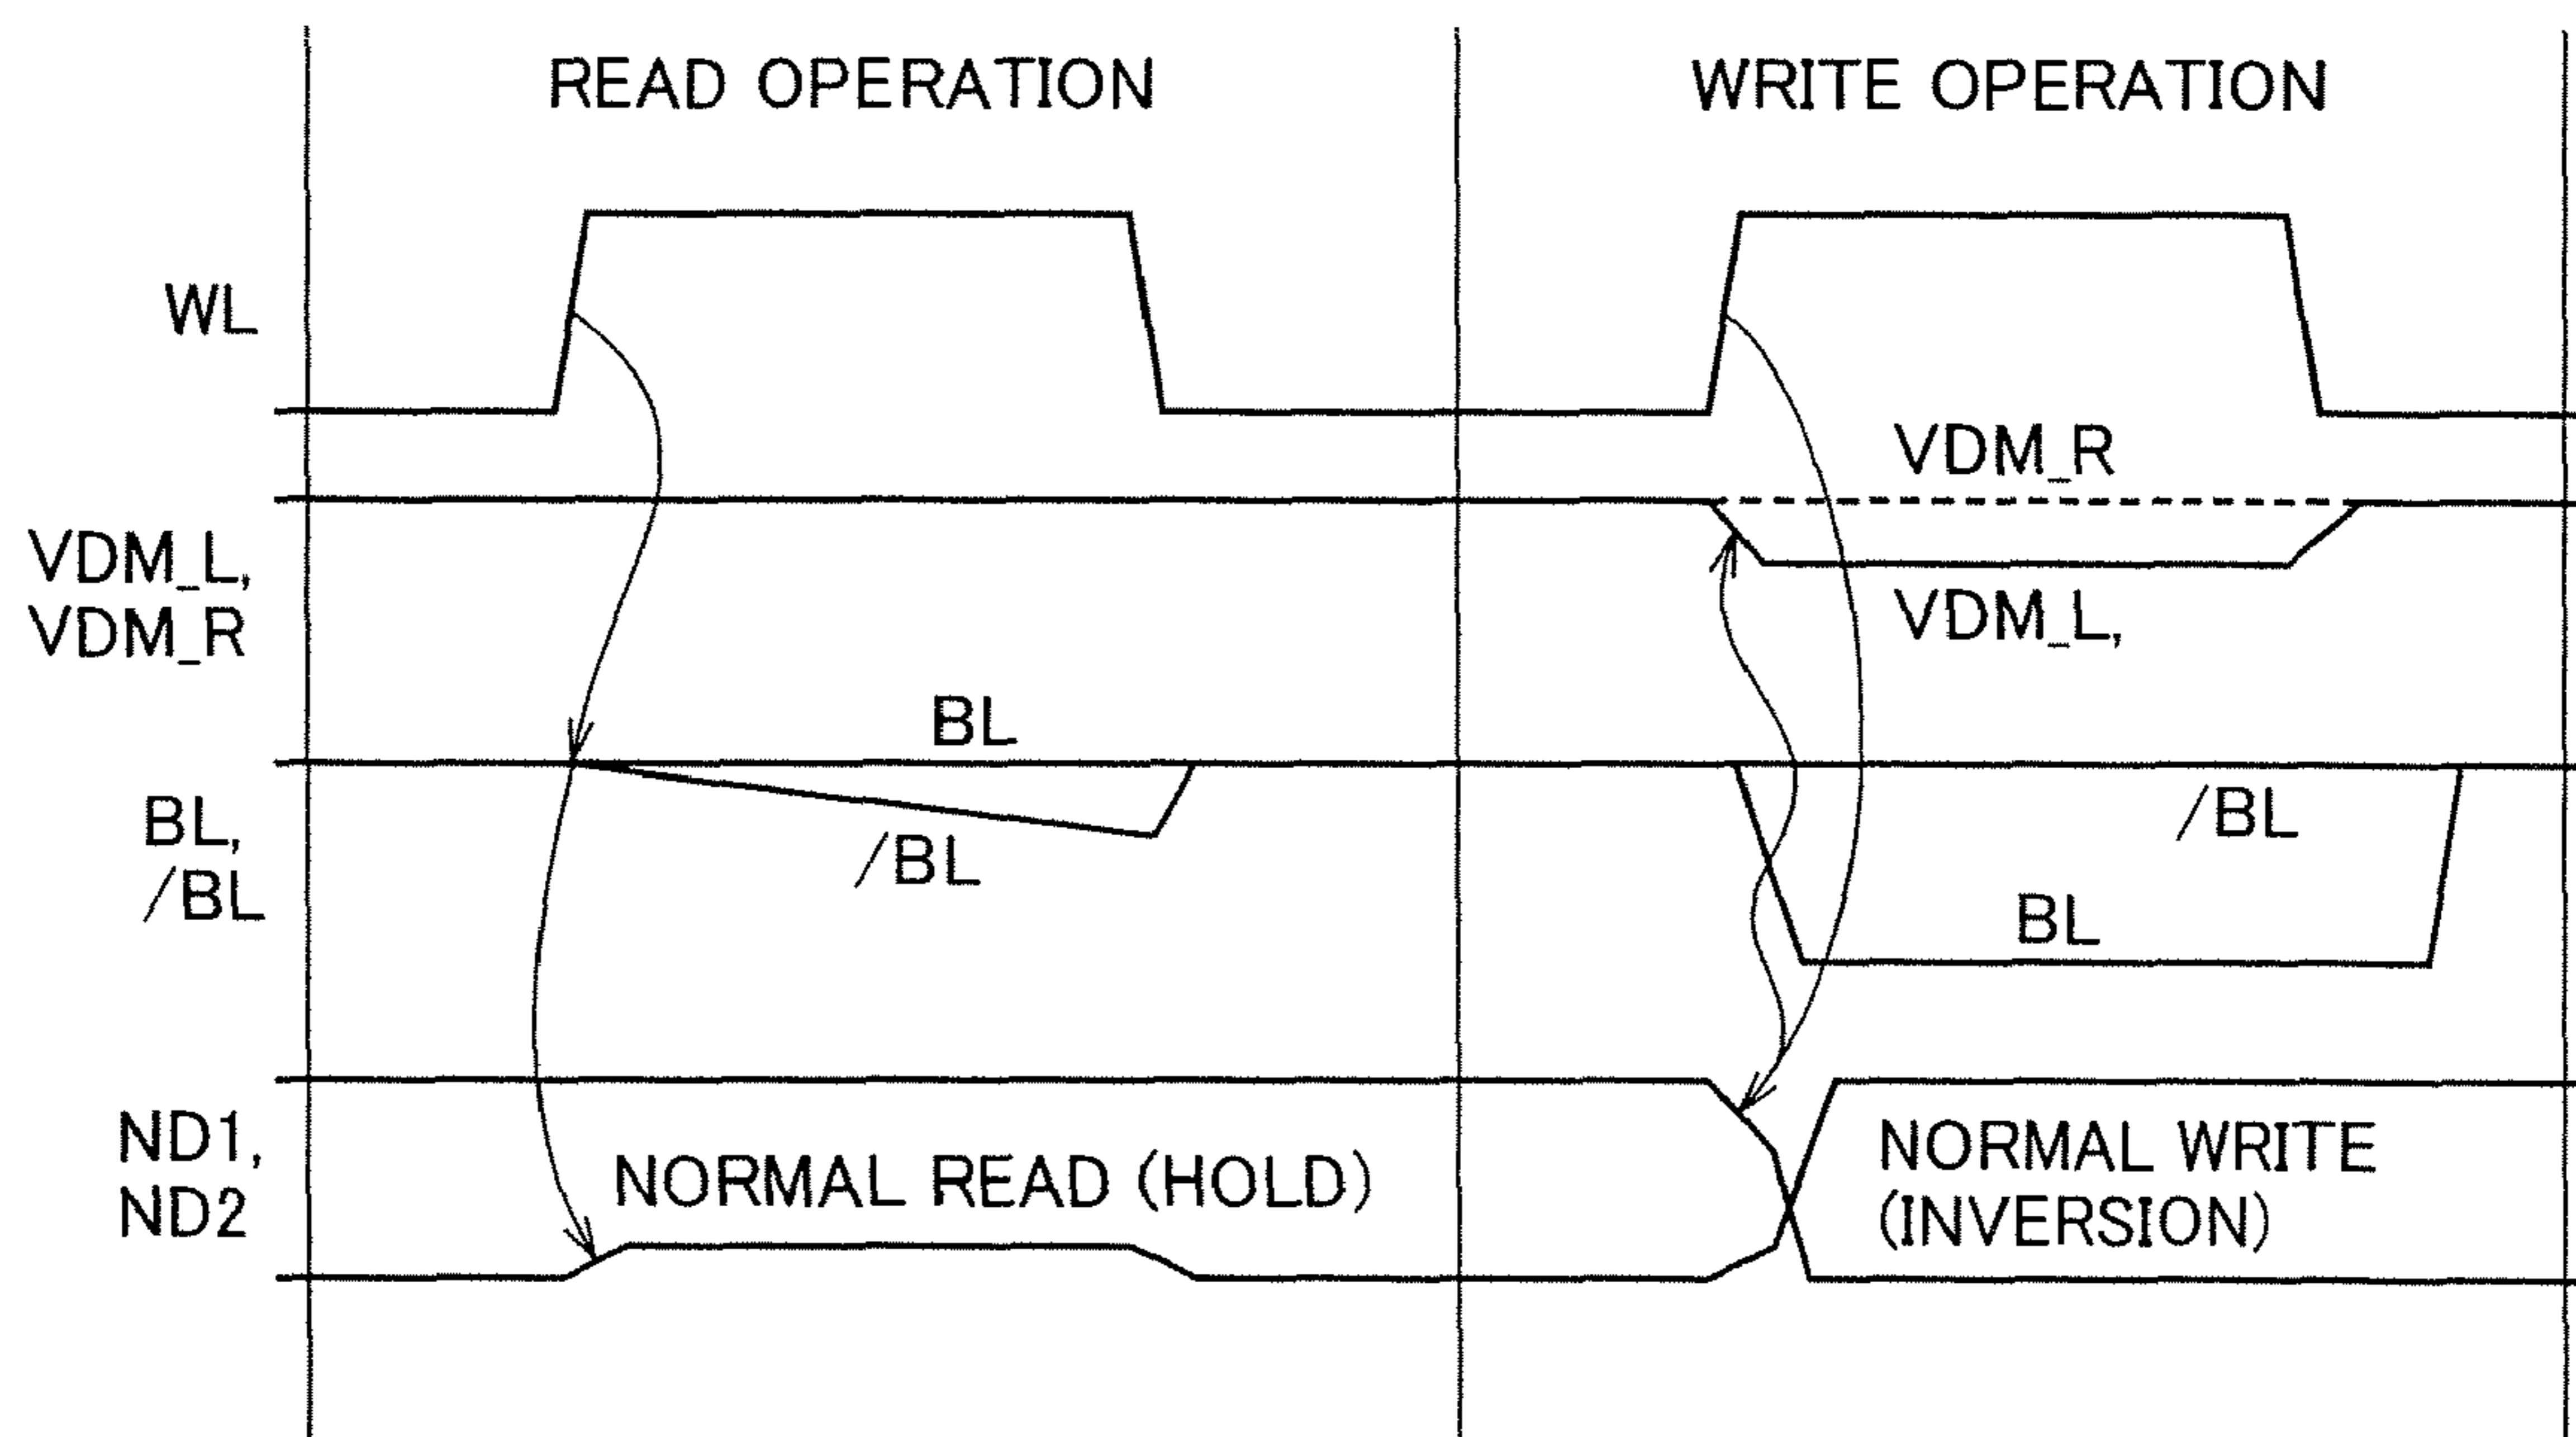 READ OPERATION
WRITE OPERATION
WL
VDM_R
VDM_L,
VDM_R
VDM_L,
BL
BL,
/BL
/BL
/BL
BL
ND1,
ND2
NORMAL READ (HOLD)
NORMAL WRITE
(INVERSION)